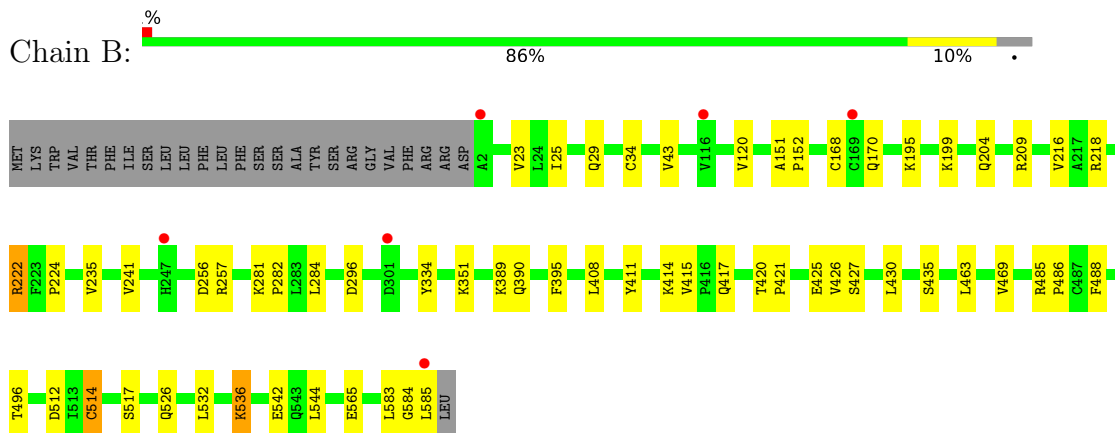 .%
Chain B:
86% 10% •
MET LYS TRP VAL THR PHE ILE SER LEU LEU PHE LEU PHE SER SER ALA TYR SER ARG GLY VAL PHE ARG ARG ASP A2 V23 L24 I25 Q29 C34 V43 V116 V120 A151 P152 C168 C169 Q170 K195 K199 Q204 R209 V216 A217 R218
R222 F223 P224 V235 V241 H247 D256 R257 K281 P282 L283 L284 D296 D301 Y334 K351 K389 Q390 F395 L408 Y411 K414 V415 P416 Q417 T420 P421 E425 V426 S427 L430 S435 L463 V469 R485 P486 C487 F488
T496 D512 I513 C514 S517 Q526 L532 K536 E542 Q543 L544 E565 L583 G584 L585 LEU